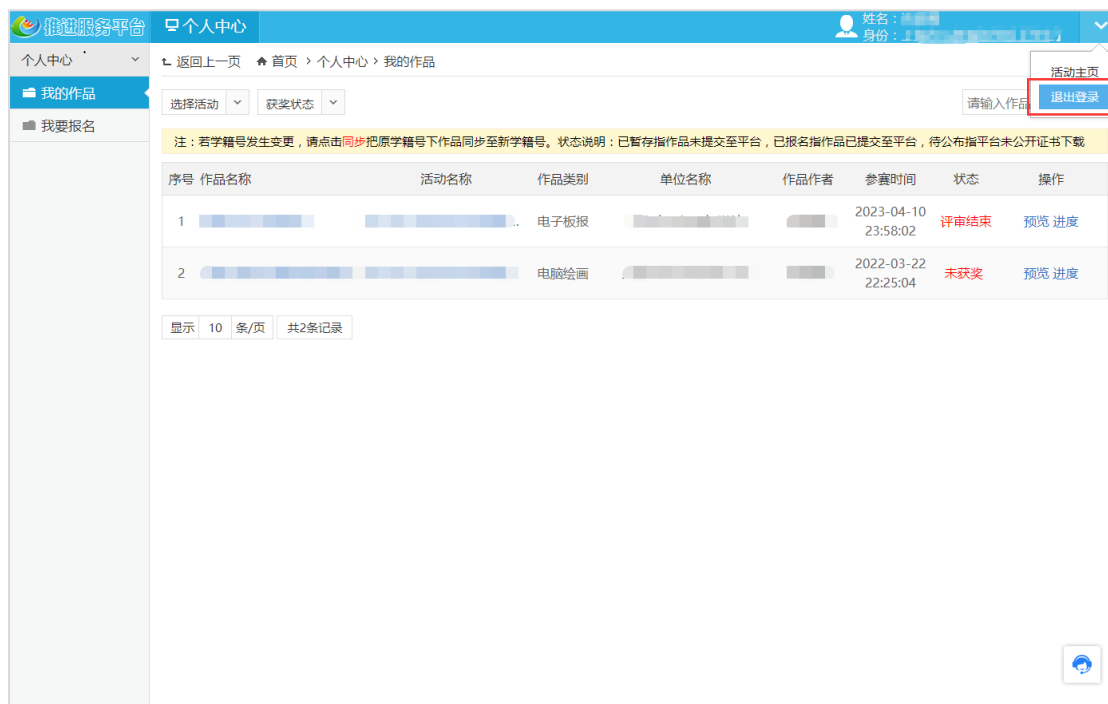 推进服务平台
个人中心
姓名：
身份：
个人中心
返回上一页 首页 > 个人中心 > 我的作品
活动主页
我的作品
退出登录
选择活动 获奖状态
请输入作品
我要报名
注：若学籍号发生变更，请点击同步把原学籍号下作品同步至新学籍号。状态说明：已暂存指作品未提交至平台，已报名指作品已提交至平台，待公布指平台未公开证书下载
序号 作品名称 活动名称 作品类别 单位名称 作品作者 参赛时间 状态 操作
1 电子板报 2023-04-10 评审结束 预览 进度
23:58:02
2 电脑绘画 2022-03-22 未获奖 预览 进度
22:25:04
显示 10 条/页 共2条记录